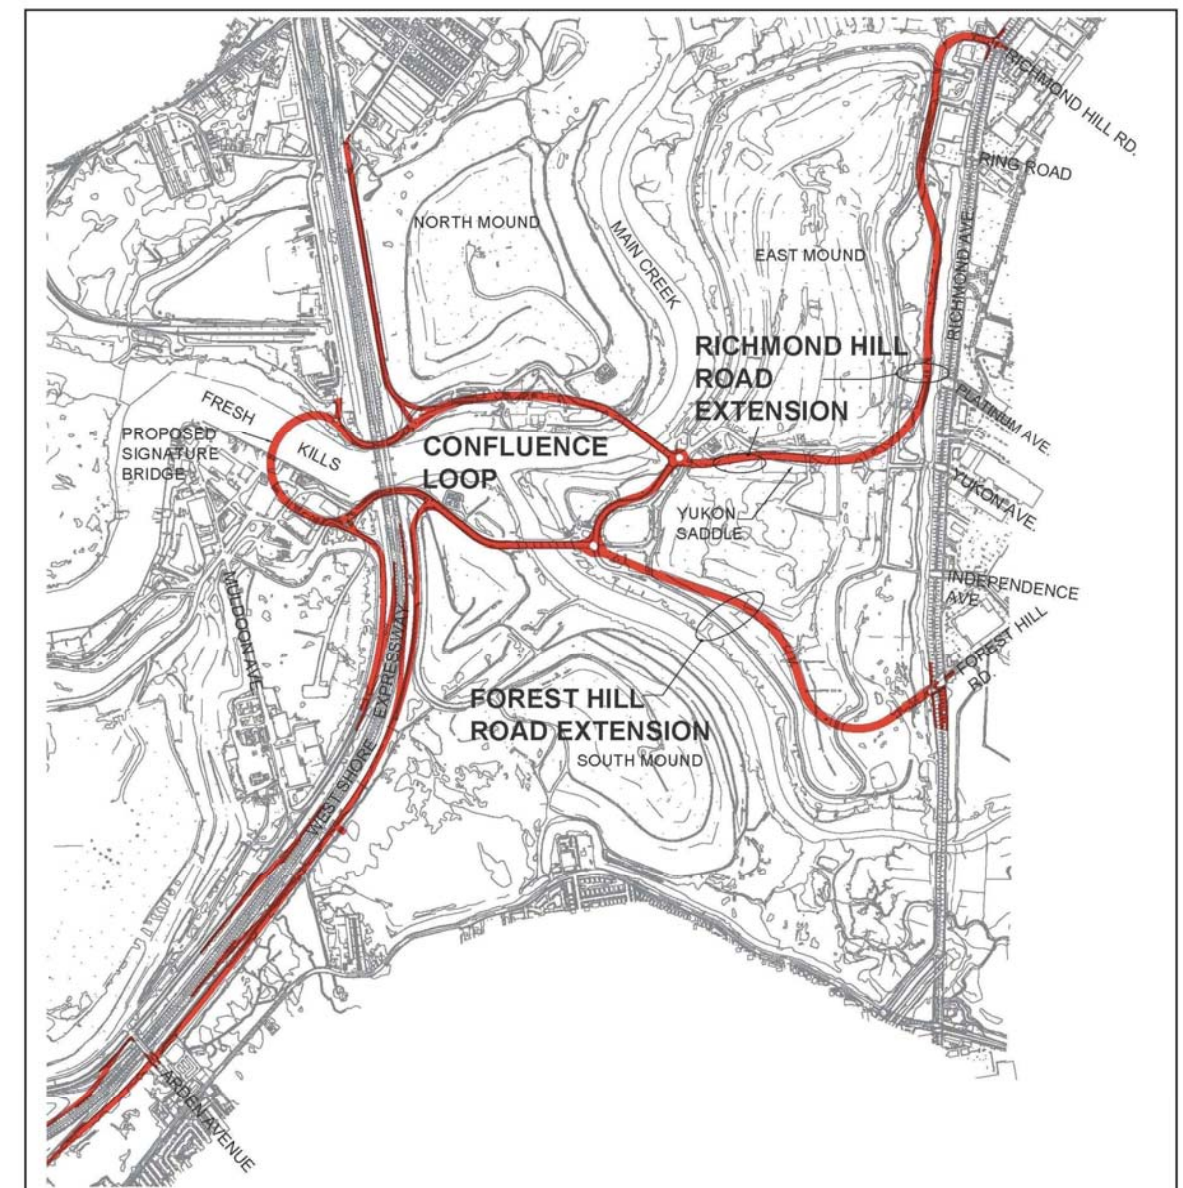 RICHMOND HILL RD.
RING ROAD
NORTH MOUND
MAIN CREEK
EAST MOUND
RICHMOND AVE.
RICHMOND HILL
ROAD
EXTENSION
PLATINUM AVE.
FRESH
KILLS
PROPOSED
SIGNATURE
BRIDGE
CONFLUENCE
LOOP
YUKON AVE.
YUKON
SADDLE
INDEPENDENCE
AVE.
FOREST HILL
RD.
MULDOON AVE.
WEST SHORE EXPRESSWAY
FOREST HILL
ROAD EXTENSION
SOUTH MOUND
ARDEN AVENUE